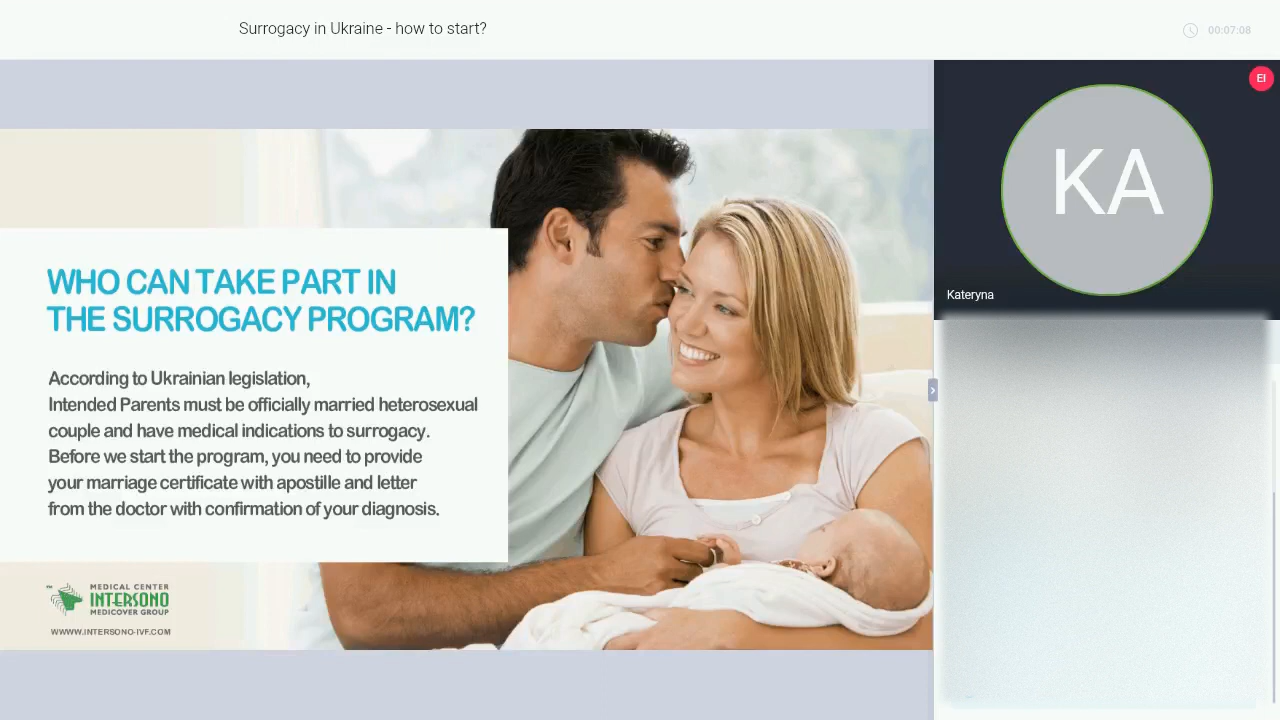 Surrogacy in Ukraine - how to start?
00:07:08
WHO CAN TAKE PART IN
THE SURROGACY PROGRAM?
According to Ukrainian legislation,
Intended Parents must be officially married heterosexual
couple and have medical indications to surrogacy.
Before we start the program, you need to provide
your marriage certificate with apostille and letter
from the doctor with confirmation of your diagnosis.
TM
MEDICAL CENTER
INTERSONO
MEDICOVER GROUP
WWWW.INTERSONO-IVF.COM
EI
KA
Kateryna